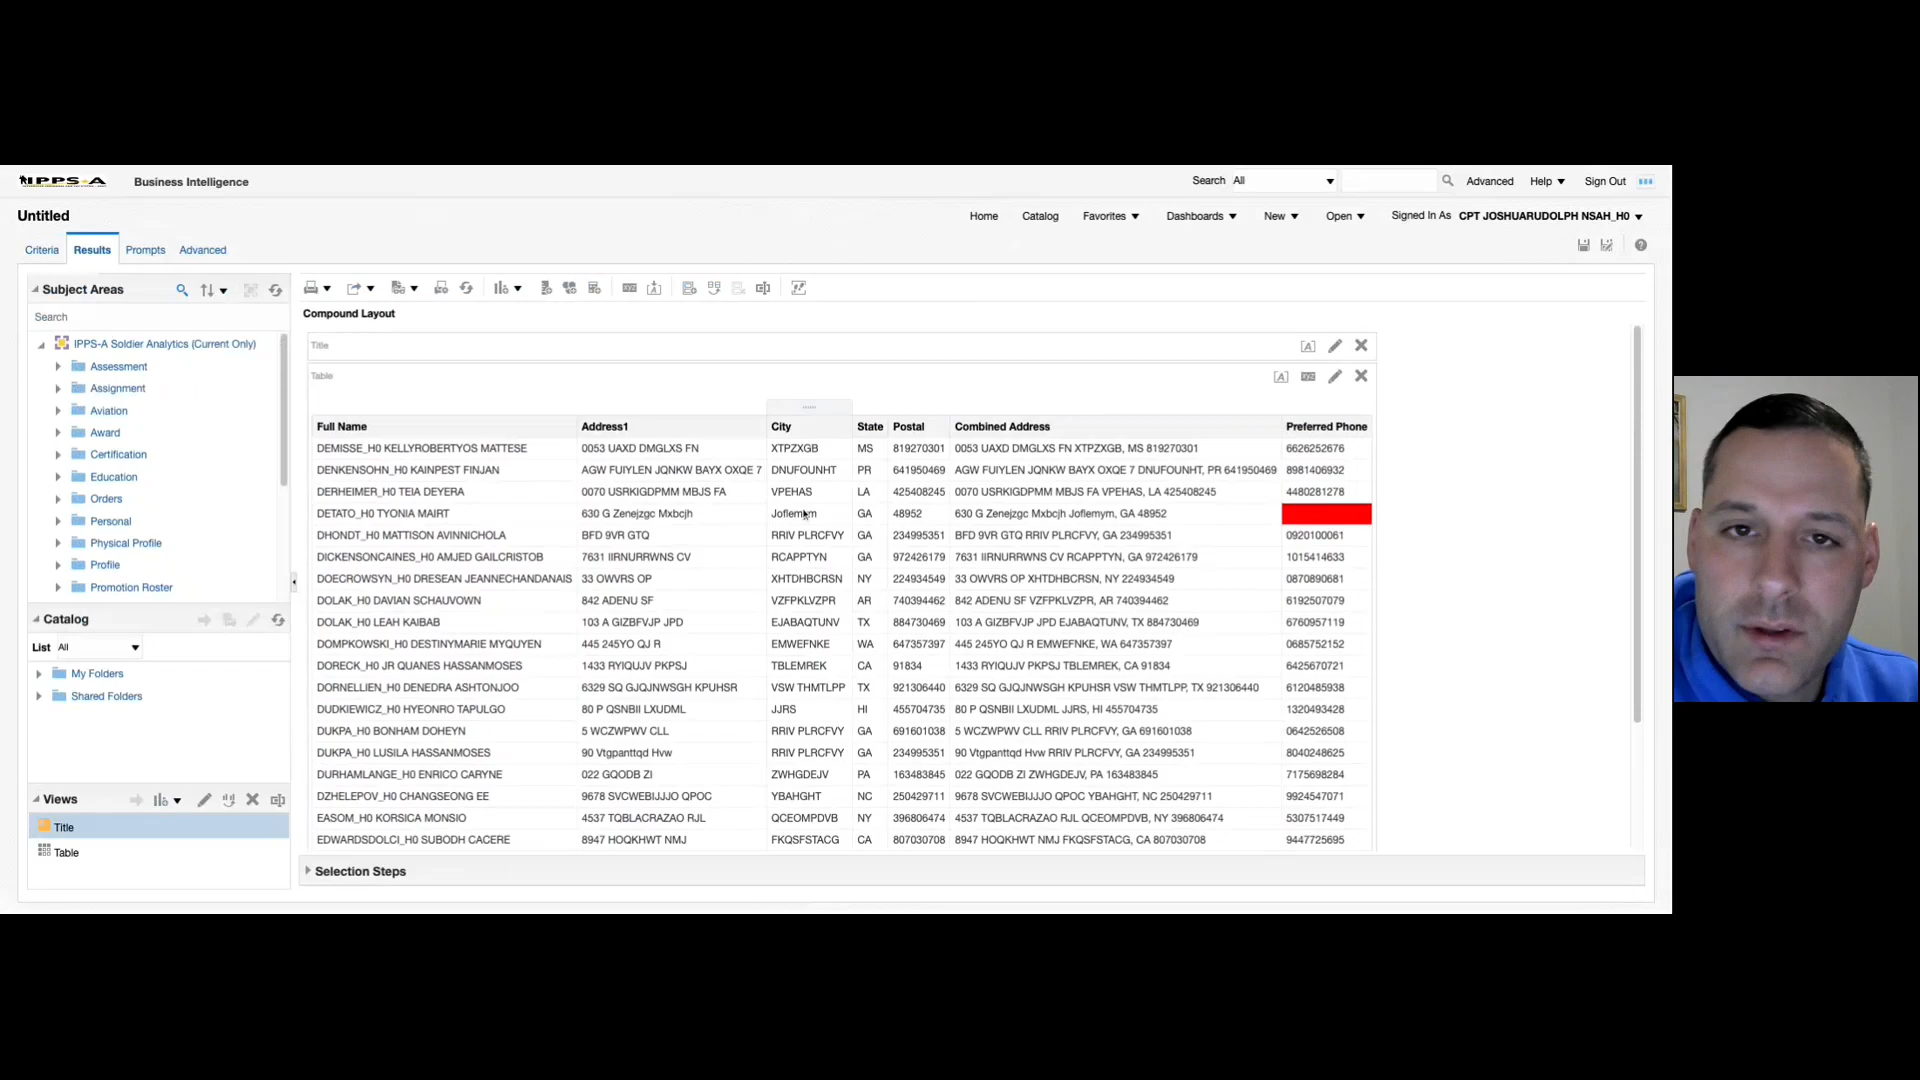 IPPS-A Business Intelligence Search All Advanced Help Sign Out
Untitled Home Catalog Favorites Dashboards New Open Signed In As CPT JOSHUARUDOLPH NSAH_H0
Criteria Results Prompts Advanced
Subject Areas
Search
IPPS-A Soldier Analytics (Current Only)
Assessment
Assignment
Aviation
Award
Certification
Education
Orders
Personal
Physical Profile
Profile
Promotion Roster
Catalog
List All
My Folders
Shared Folders
Views
Title
Table
Compound Layout
Title
Table
Full Name Address1 City State Postal Combined Address Preferred Phone
DEMISSE_H0 KELLYROBERTYOS MATTESE 0053 UAXD DMGLXS FN XTPZXGB MS 819270301 0053 UAXD DMGLXS FN XTPZXGB, MS 819270301 6626252676
DENKENSOHN_H0 KAINPEST FINJAN AGW FUIYLEN JQNKW BAYX OXQE 7 DNUFOUNHT PR 641950469 AGW FUIYLEN JQNKW BAYX OXQE 7 DNUFOUNHT, PR 641950469 8981406932
DERHEIMER_H0 TEIA DEYERA 0070 USRKIGDPMM MBJS FA VPEHAS LA 425408245 0070 USRKIGDPMM MBJS FA VPEHAS, LA 425408245 4480281278
DETATO_H0 TYONIA MAIRT 630 G Zenejzgc Mxbcjh Joflemym GA 48952 630 G Zenejzgc Mxbcjh Joflemym, GA 48952
DHONDT_H0 MATTISON AVINNICHOLA BFD 9VR GTQ RRIV PLRCFVY GA 234995351 BFD 9VR GTQ RRIV PLRCFVY, GA 234995351 0920100061
DICKENSONCAINES_H0 AMJED GAILCRISTOB 7631 IIRNURRWNS CV RCAPPTYN GA 972426179 7631 IIRNURRWNS CV RCAPPTYN, GA 972426179 1015414633
DOECROWSYN_H0 DRESEAN JEANNECHANDANAIS 33 OWVRS OP XHTDHBCRSN NY 224934549 33 OWVRS OP XHTDHBCRSN, NY 224934549 0870890681
DOLAK_H0 DAVIAN SCHAUVOWN 842 ADENU SF VZFPKLVZPR AR 740394462 842 ADENU SF VZFPKLVZPR, AR 740394462 6192507079
DOLAK_H0 LEAH KAIBAB 103 A GIZBFVJP JPD EJABAQTUNV TX 884730469 103 A GIZBFVJP JPD EJABAQTUNV, TX 884730469 6760957119
DOMPKOWSKI_H0 DESTINYMARIE MYQUYEN 445 245YO QJ R EMWEFNKE WA 647357397 445 245YO QJ R EMWEFNKE, WA 647357397 0685752152
DORECK_H0 JR QUANES HASSANMOSES 1433 RYIQUJV PKPSJ TBLEMREK CA 91834 1433 RYIQUJV PKPSJ TBLEMREK, CA 91834 6425670721
DORNELLIEN_H0 DENEDRA ASHTONJOO 6329 SQ GJQJNWSGH KPUHSR VSW THMTLPP TX 921306440 6329 SQ GJQJNWSGH KPUHSR VSW THMTLPP, TX 921306440 6120485938
DUDKIEWICZ_H0 HYEONRO TAPULGO 80 P QSNBII LXUDML JJRS HI 455704735 80 P QSNBII LXUDML JJRS, HI 455704735 1320493428
DUKPA_H0 BONHAM DOHEYN 5 WCZWPWV CLL RRIV PLRCFVY GA 691601038 5 WCZWPWV CLL RRIV PLRCFVY, GA 691601038 0642526508
DUKPA_H0 LUSILA HASSANMOSES 90 Vtgpanttqd Hvw RRIV PLRCFVY GA 234995351 90 Vtgpanttqd Hvw RRIV PLRCFVY, GA 234995351 8040248625
DURHAMLANGE_H0 ENRICO CARYNE 022 GQODB ZI ZWHGDEJV PA 163483845 022 GQODB ZI ZWHGDEJV, PA 163483845 7175698284
DZHELEPOV_H0 CHANGSEONG EE 9678 SVCWEBIJJJO QPOC YBAHGHT NC 250429711 9678 SVCWEBIJJJO QPOC YBAHGHT, NC 250429711 9924547071
EASOM_H0 KORSICA MONSIO 4537 TQBLACRAZAO RJL QCEOMPDVB NY 396806474 4537 TQBLACRAZAO RJL QCEOMPDVB, NY 396806474 5307517449
EDWARDSDOLCI_H0 SUBODH CACERE 8947 HOQKHWT NMJ FKQSFSTACG CA 807030708 8947 HOQKHWT NMJ FKQSFSTACG, CA 807030708 9447725695
Selection Steps